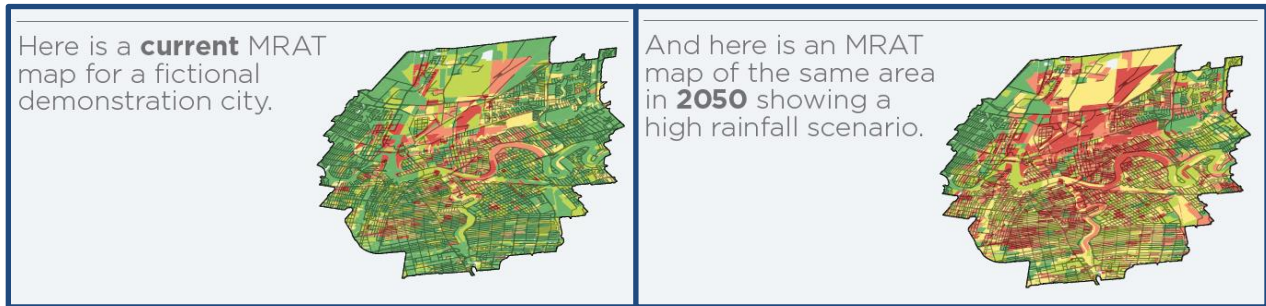 Here is a current MRAT
map for a fictional
demonstration city.
And here is an MRAT
map of the same area
in 2050 showing a
high rainfall scenario.